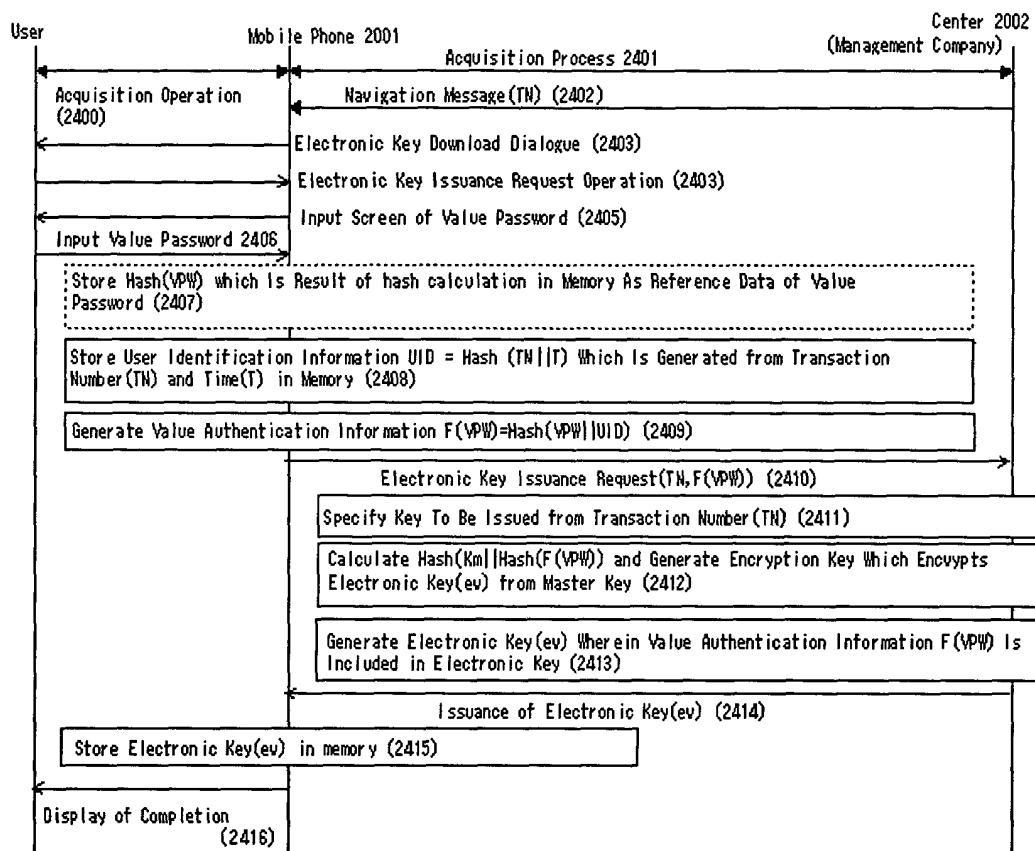 User
Mobile Phone 2001
Center 2002
(Management Company)
Acquisition Process 2401
Acquisition Operation
(2400)
Navigation Message(TN) (2402)
Electronic Key Download Dialogue (2403)
Electronic Key Issuance Request Operation (2403)
Input Screen of Value Password (2405)
Input Value Password 2406
Store Hash(VPW) which Is Result of hash calculation in Memory As Reference Data of Value
Password (2407)
Store User Identification Information UID = Hash (TN||T) Which Is Generated from Transaction
Number(TN) and Time(T) in Memory (2408)
Generate Value Authentication Information F(VPW)=Hash(VPW||UID) (2409)
Electronic Key Issuance Request(TN,F(VPW)) (2410)
Specify Key To Be Issued from Transaction Number(TN) (2411)
Calculate Hash(Km||Hash(F(VPW)) and Generate Encryption Key Which Encvypts
Electronic Key(ev) from Master Key (2412)
Generate Electronic Key(ev) Wherein Value Authentication Information F(VPW) Is
Included in Electronic Key (2413)
Issuance of Electronic Key(ev) (2414)
Store Electronic Key(ev) in memory (2415)
Display of Completion
(2416)